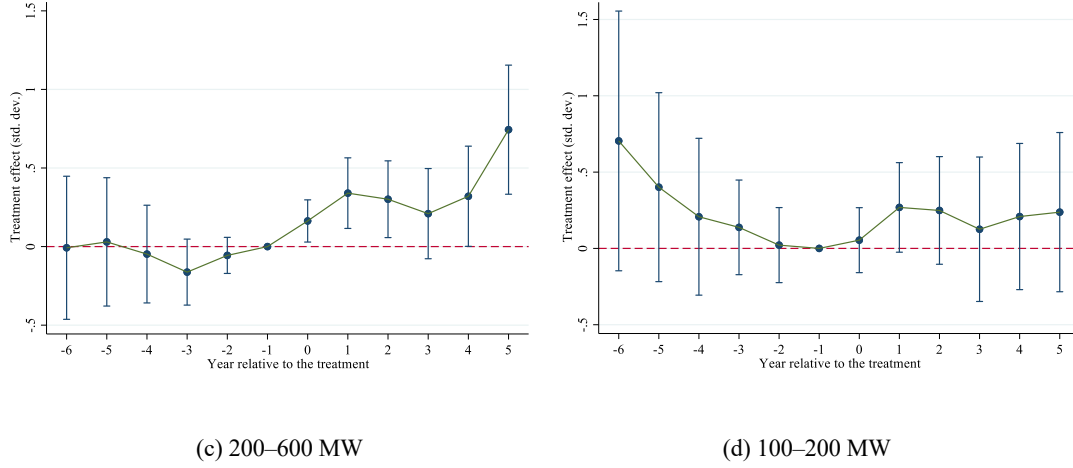 Treatment effect (std. dev.)
1.5
1
.5
0
-.5
-6 -5 -4 -3 -2 -1 0 1 2 3 4 5
Year relative to the treatment
(c) 200–600 MW
Treatment effect (std. dev.)
1.5
1
.5
0
-.5
-6 -5 -4 -3 -2 -1 0 1 2 3 4 5
Year relative to the treatment
(d) 100–200 MW